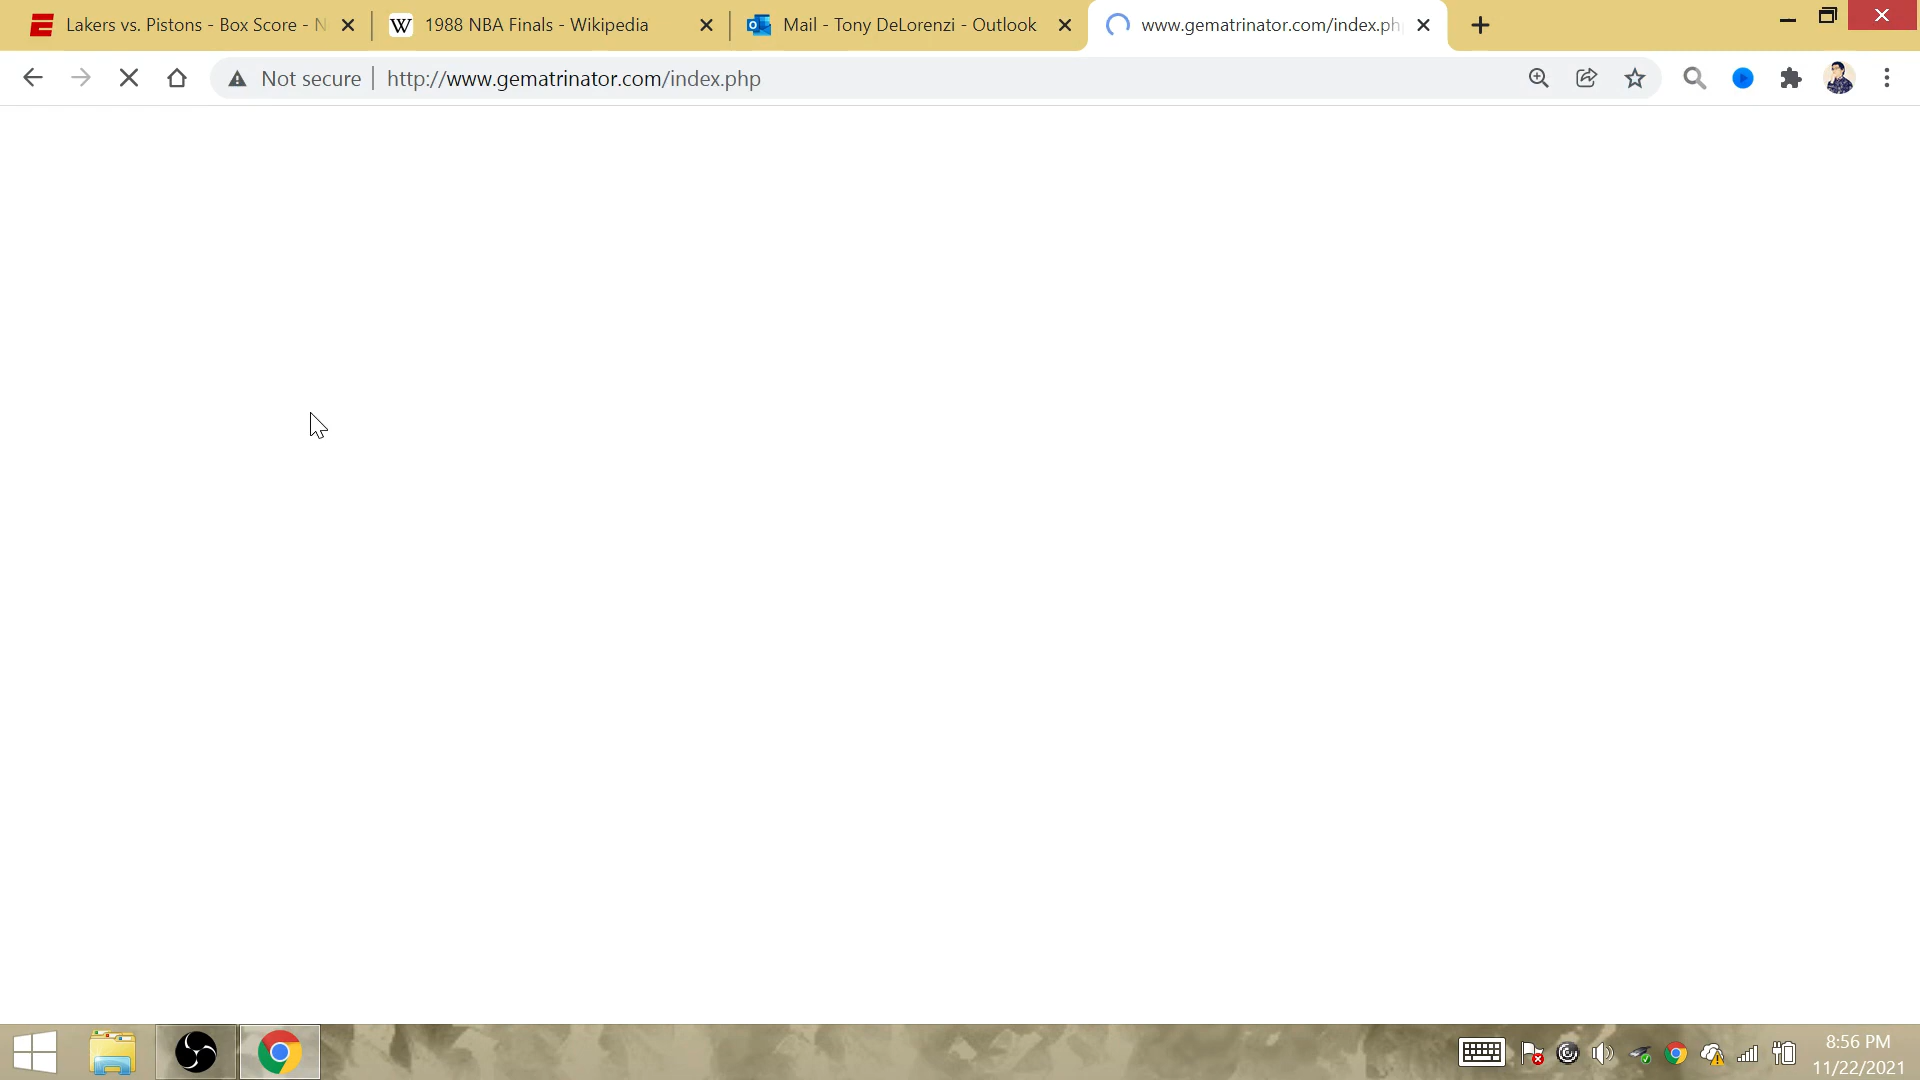 Lakers vs. Pistons - Box Score - N
1988 NBA Finals - Wikipedia
Mail - Tony DeLorenzi - Outlook
www.gematrinator.com/index.ph
Not secure
http://www.gematrinator.com/index.php
8:56 PM
11/22/2021